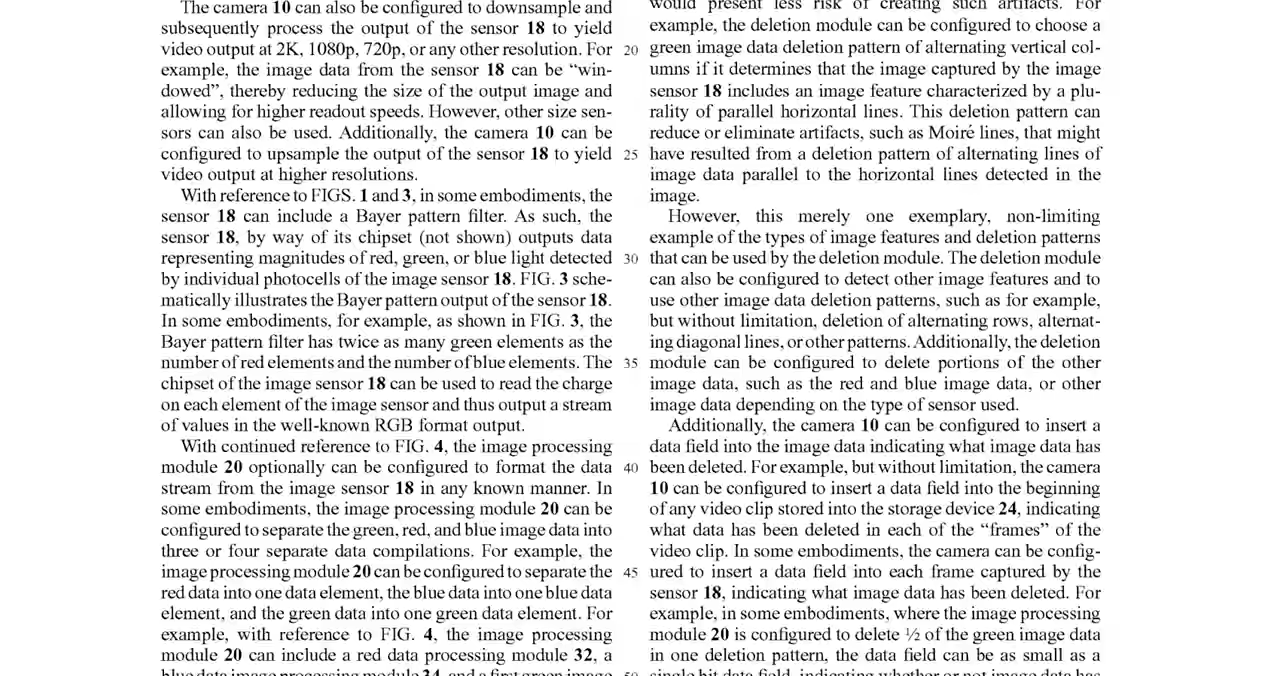 The camera 10 can also be configured to downsample and
subsequently process the output of the sensor 18 to yield
video output at 2K, 1080p, 720p, or any other resolution. For
example, the image data from the sensor 18 can be “win-
dowed”, thereby reducing the size of the output image and
allowing for higher readout speeds. However, other size sen-
sors can also be used. Additionally, the camera 10 can be
configured to upsample the output of the sensor 18 to yield
video output at higher resolutions.
With reference to FIGS. 1 and 3, in some embodiments, the
sensor 18 can include a Bayer pattern filter. As such, the
sensor 18, by way of its chipset (not shown) outputs data
representing magnitudes of red, green, or blue light detected
by individual photocells of the image sensor 18. FIG. 3 sche-
matically illustrates the Bayer pattern output of the sensor 18.
In some embodiments, for example, as shown in FIG. 3, the
Bayer pattern filter has twice as many green elements as the
number of red elements and the number of blue elements. The
chipset of the image sensor 18 can be used to read the charge
on each element of the image sensor and thus output a stream
of values in the well-known RGB format output.
With continued reference to FIG. 4, the image processing
module 20 optionally can be configured to format the data
stream from the image sensor 18 in any known manner. In
some embodiments, the image processing module 20 can be
configured to separate the green, red, and blue image data into
three or four separate data compilations. For example, the
image processing module 20 can be configured to separate the
red data into one data element, the blue data into one blue data
element, and the green data into one green data element. For
example, with reference to FIG. 4, the image processing
module 20 can include a red data processing module 32, a
blue data image processing module 34, and a first green image
20
25
30
35
40
45
50
would present less risk of creating such artifacts. For
example, the deletion module can be configured to choose a
green image data deletion pattern of alternating vertical col-
umns if it determines that the image captured by the image
sensor 18 includes an image feature characterized by a plu-
rality of parallel horizontal lines. This deletion pattern can
reduce or eliminate artifacts, such as Moiré lines, that might
have resulted from a deletion pattern of alternating lines of
image data parallel to the horizontal lines detected in the
image.
However, this merely one exemplary, non-limiting
example of the types of image features and deletion patterns
that can be used by the deletion module. The deletion module
can also be configured to detect other image features and to
use other image data deletion patterns, such as for example,
but without limitation, deletion of alternating rows, alternat-
ing diagonal lines, or other patterns. Additionally, the deletion
module can be configured to delete portions of the other
image data, such as the red and blue image data, or other
image data depending on the type of sensor used.
Additionally, the camera 10 can be configured to insert a
data field into the image data indicating what image data has
been deleted. For example, but without limitation, the camera
10 can be configured to insert a data field into the beginning
of any video clip stored into the storage device 24, indicating
what data has been deleted in each of the “frames” of the
video clip. In some embodiments, the camera can be config-
ured to insert a data field into each frame captured by the
sensor 18, indicating what image data has been deleted. For
example, in some embodiments, where the image processing
module 20 is configured to delete ½ of the green image data
in one deletion pattern, the data field can be as small as a
single bit data field, indicating whether or not image data has